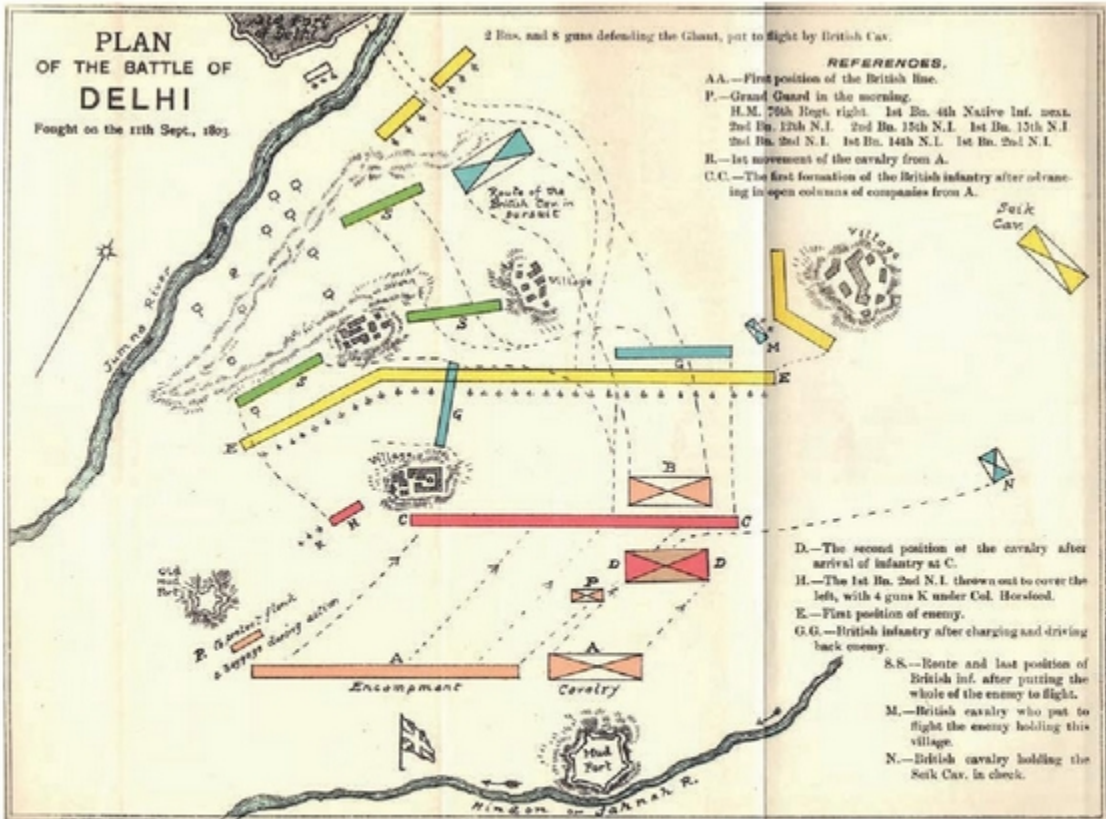 PLAN
OF THE BATTLE OF
DELHI
Fought on the 11th Sept., 1803.
Old Fort
of Delhi
2 Bns. and 8 guns defending the Ghaut, put to flight by British Cav.
REFERENCES.
AA.—First position of the British line.
P.—Grand Guard in the morning.
H.M. 76th Regt. right. 1st Bn. 4th Native Inf. next.
2nd Bn. 12th N.I. 2nd Bn. 15th N.I. 1st Bn. 15th N.I.
2nd Bn. 2nd N.I. 1st Bn. 14th N.I. 1st Bn. 2nd N.I.
B.—1st movement of the cavalry from A.
C.C.—The first formation of the British infantry after advanc-
ing in open columns of companies from A.
Route of the
British Cav. in
pursuit
Seik
Cav.
Village
Jumna River
S
Village
S
M
G
E
S
G
E
Village
B
N
K
H
C
C
D
D
P
Old
mud
Fort
P. to protect flank
& baggage during action
A
A
Encampment
Cavalry
Mud
Fort
Hindon or Jahnah R.
D.—The second position of the cavalry after
arrival of infantry at C.
H.—The 1st Bn. 2nd N.I. thrown out to cover the
left, with 4 guns K under Col. Horsford.
E.—First position of enemy.
G.G.—British infantry after charging and driving
back enemy.
S.S.—Route and last position of
British inf. after putting the
whole of the enemy to flight.
M.—British cavalry who put to
flight the enemy holding this
village.
N.—British cavalry holding the
Seik Cav. in check.